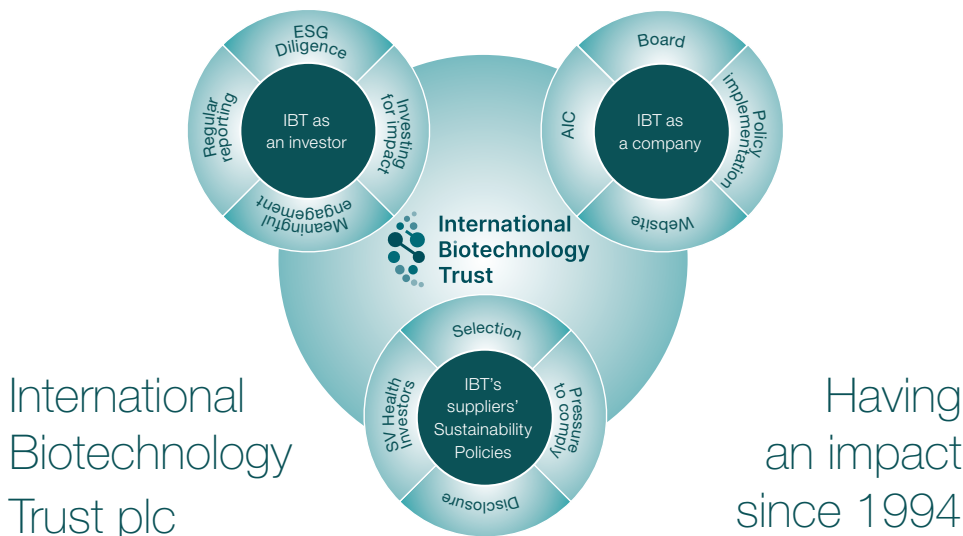 ESG
Diligence
Regular
reporting
IBT as
an investor
Investing
for impact
Meaningful
engagement
Board
AIC
IBT as
a company
Policy
implementation
Website
International
Biotechnology
Trust
Selection
SV Health
Investors
IBT's
suppliers'
Sustainability
Policies
Pressure
to comply
Disclosure
International
Biotechnology
Trust plc
Having
an impact
since 1994